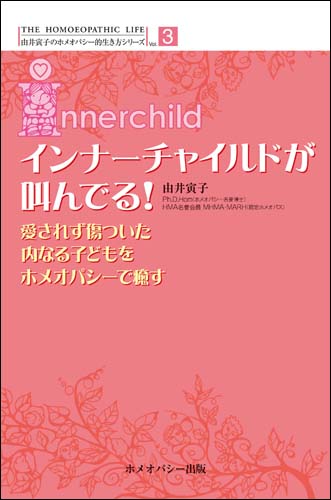 THE HOMOEOPATHIC LIFE
由井寅子のホメオパシー的生き方シリーズ Vol. 3
Innerchild
インナーチャイルドが
叫んでる!
由井寅子
Ph.D.Hom(ホメオパシー名誉博士)
HMA名誉会長 MHMA・MARH(認定ホメオパス)
愛されず傷ついた
内なる子どもを
ホメオパシーで癒す
ホメオパシー出版